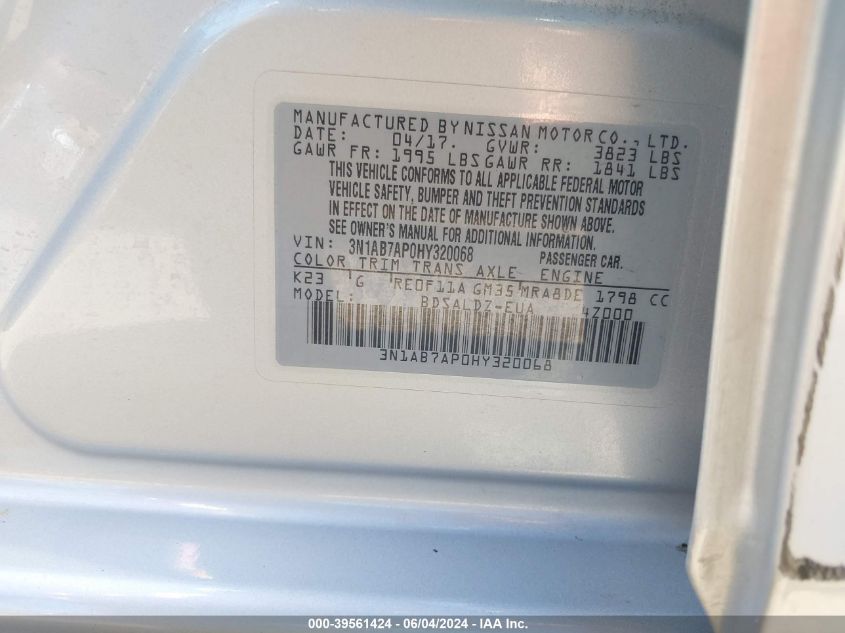 MANUFACTURED BY NISSAN MOTOR CO., LTD.
DATE: 04/17. GVWR: 3823 LBS
GAWR FR: 1995 LBS GAWR RR: 1841 LBS
THIS VEHICLE CONFORMS TO ALL APPLICABLE FEDERAL MOTOR
VEHICLE SAFETY, BUMPER AND THEFT PREVENTION STANDARDS
IN EFFECT ON THE DATE OF MANUFACTURE SHOWN ABOVE.
SEE OWNER'S MANUAL FOR ADDITIONAL INFORMATION.
VIN: 3N1AB7AP0HY320068 PASSENGER CAR.
COLOR TRIM TRANS AXLE ENGINE
K23 G RE0F11A GM35 MRA8DE 1798 CC
MODEL: BDSALDZ-EUA 4Z000
3N1AB7AP0HY320068
000-39561424 - 06/04/2024 - IAA Inc.